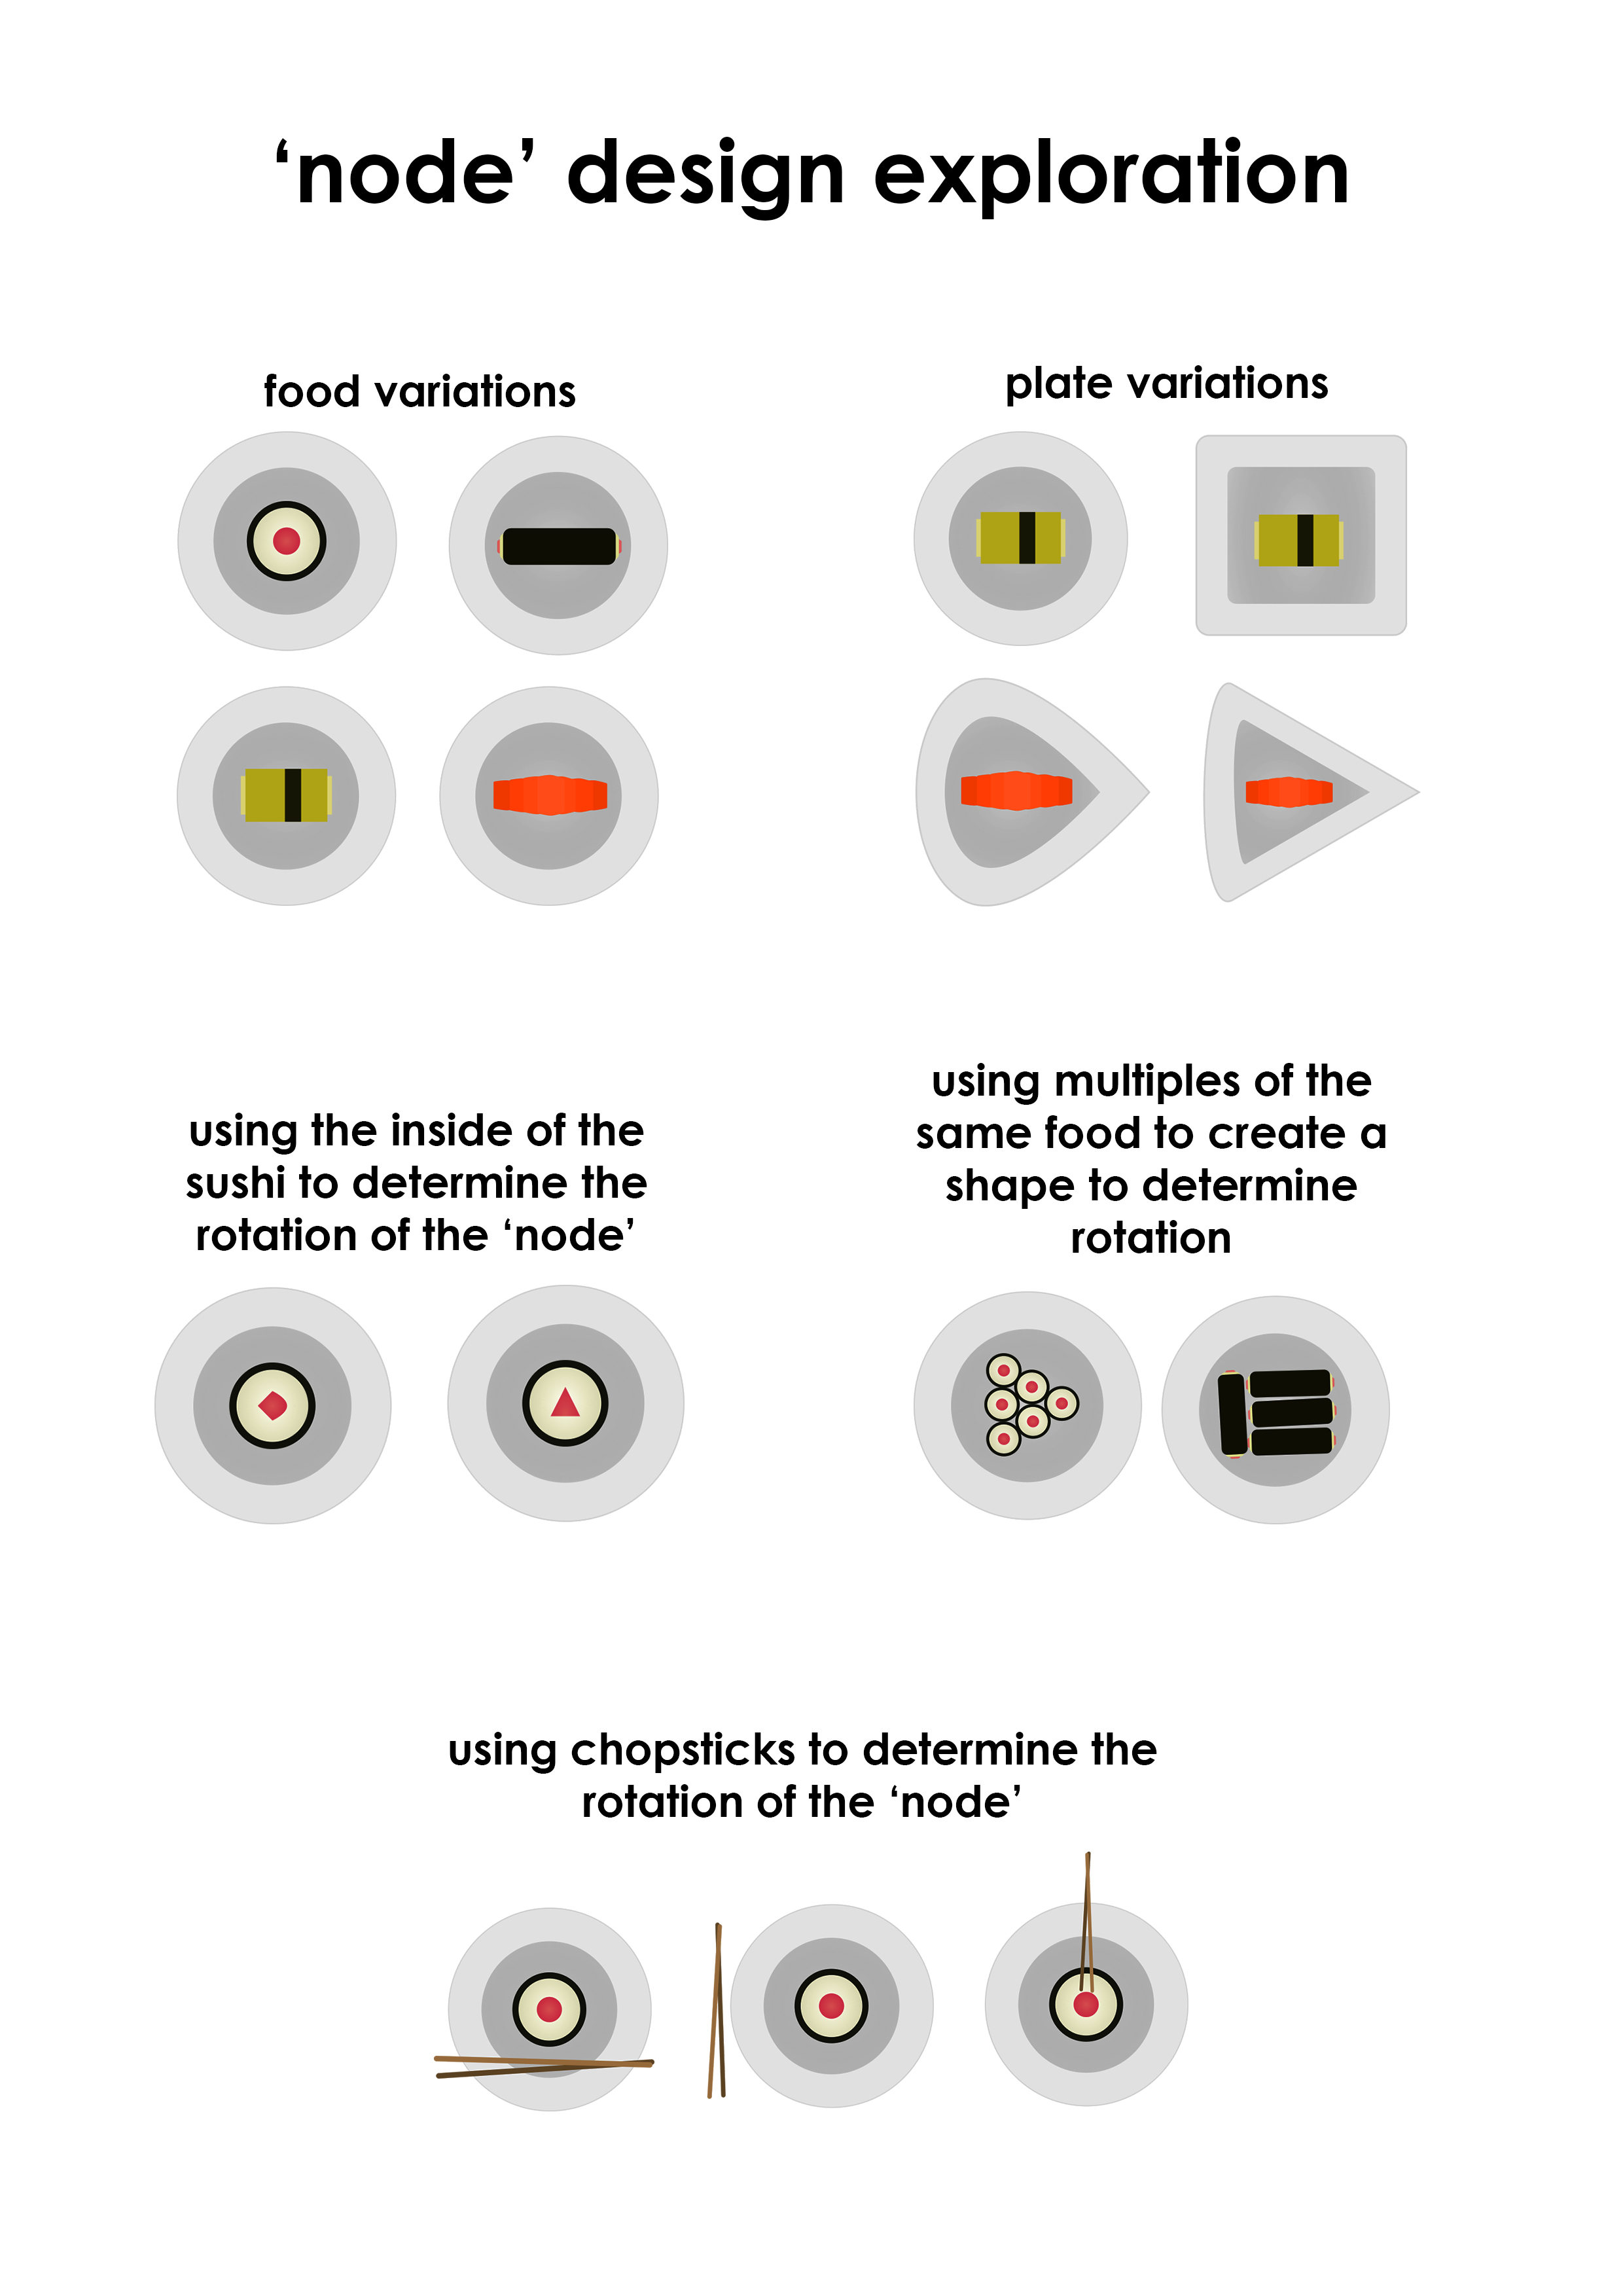 ‘node’ design exploration
food variations
plate variations
using the inside of the
sushi to determine the
rotation of the ‘node’
using multiples of the
same food to create a
shape to determine
rotation
using chopsticks to determine the
rotation of the ‘node’